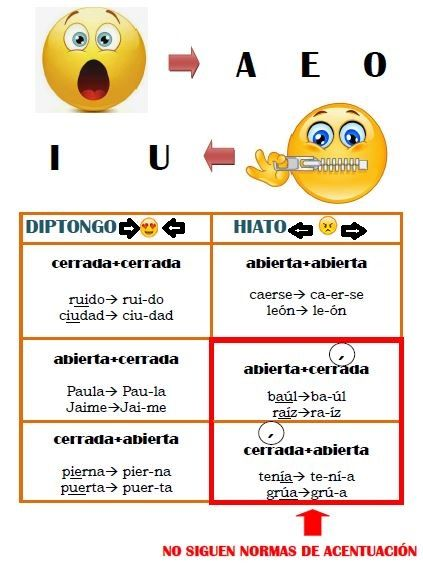 A E O
I U
DIPTONGO HIATO
cerrada+cerrada
ruido→ rui-do
ciudad→ ciu-dad
abierta+abierta
caerse→ ca-er-se
león→ le-ón
abierta+cerrada
Paula→ Pau-la
Jaime→Jai-me
,
abierta+cerrada
baúl→ba-úl
raíz→ra-íz
cerrada+abierta
pierna→ pier-na
puerta→ puer-ta
,
cerrada+abierta
tenía→ te-ní-a
grúa→grú-a
NO SIGUEN NORMAS DE ACENTUACIÓN